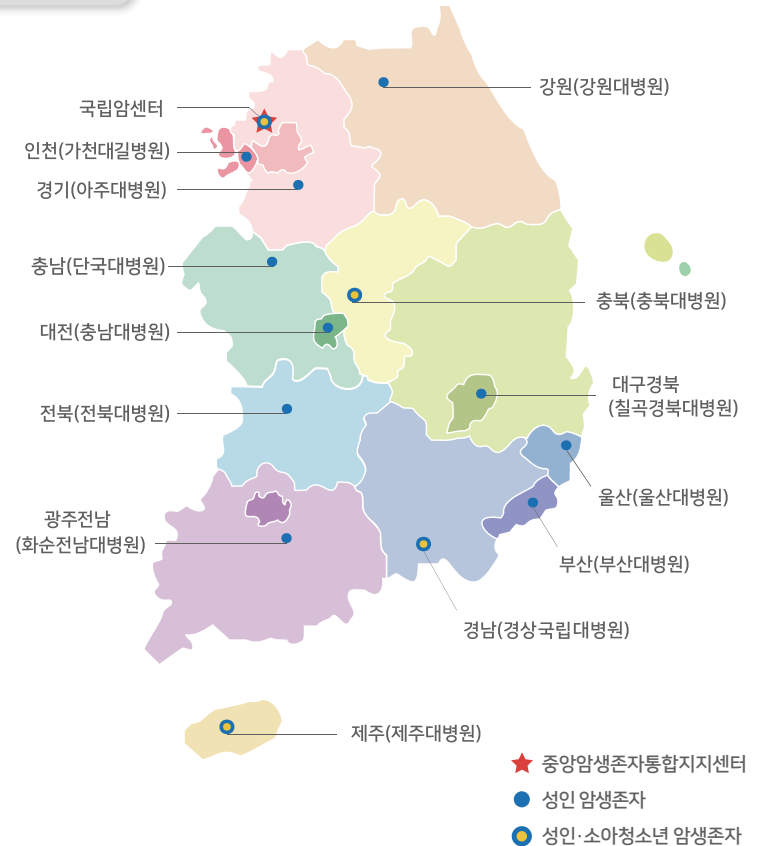 강원(강원대병원)
국립암센터
인천(가천대길병원)
경기(아주대병원)
충남(단국대병원)
충북(충북대병원)
대전(충남대병원)
대구경북
(칠곡경북대병원)
전북(전북대병원)
울산(울산대병원)
광주전남
(화순전남대병원)
부산(부산대병원)
경남(경상국립대병원)
제주(제주대병원)
중앙암생존자통합지지센터
성인 암생존자
성인·소아청소년 암생존자